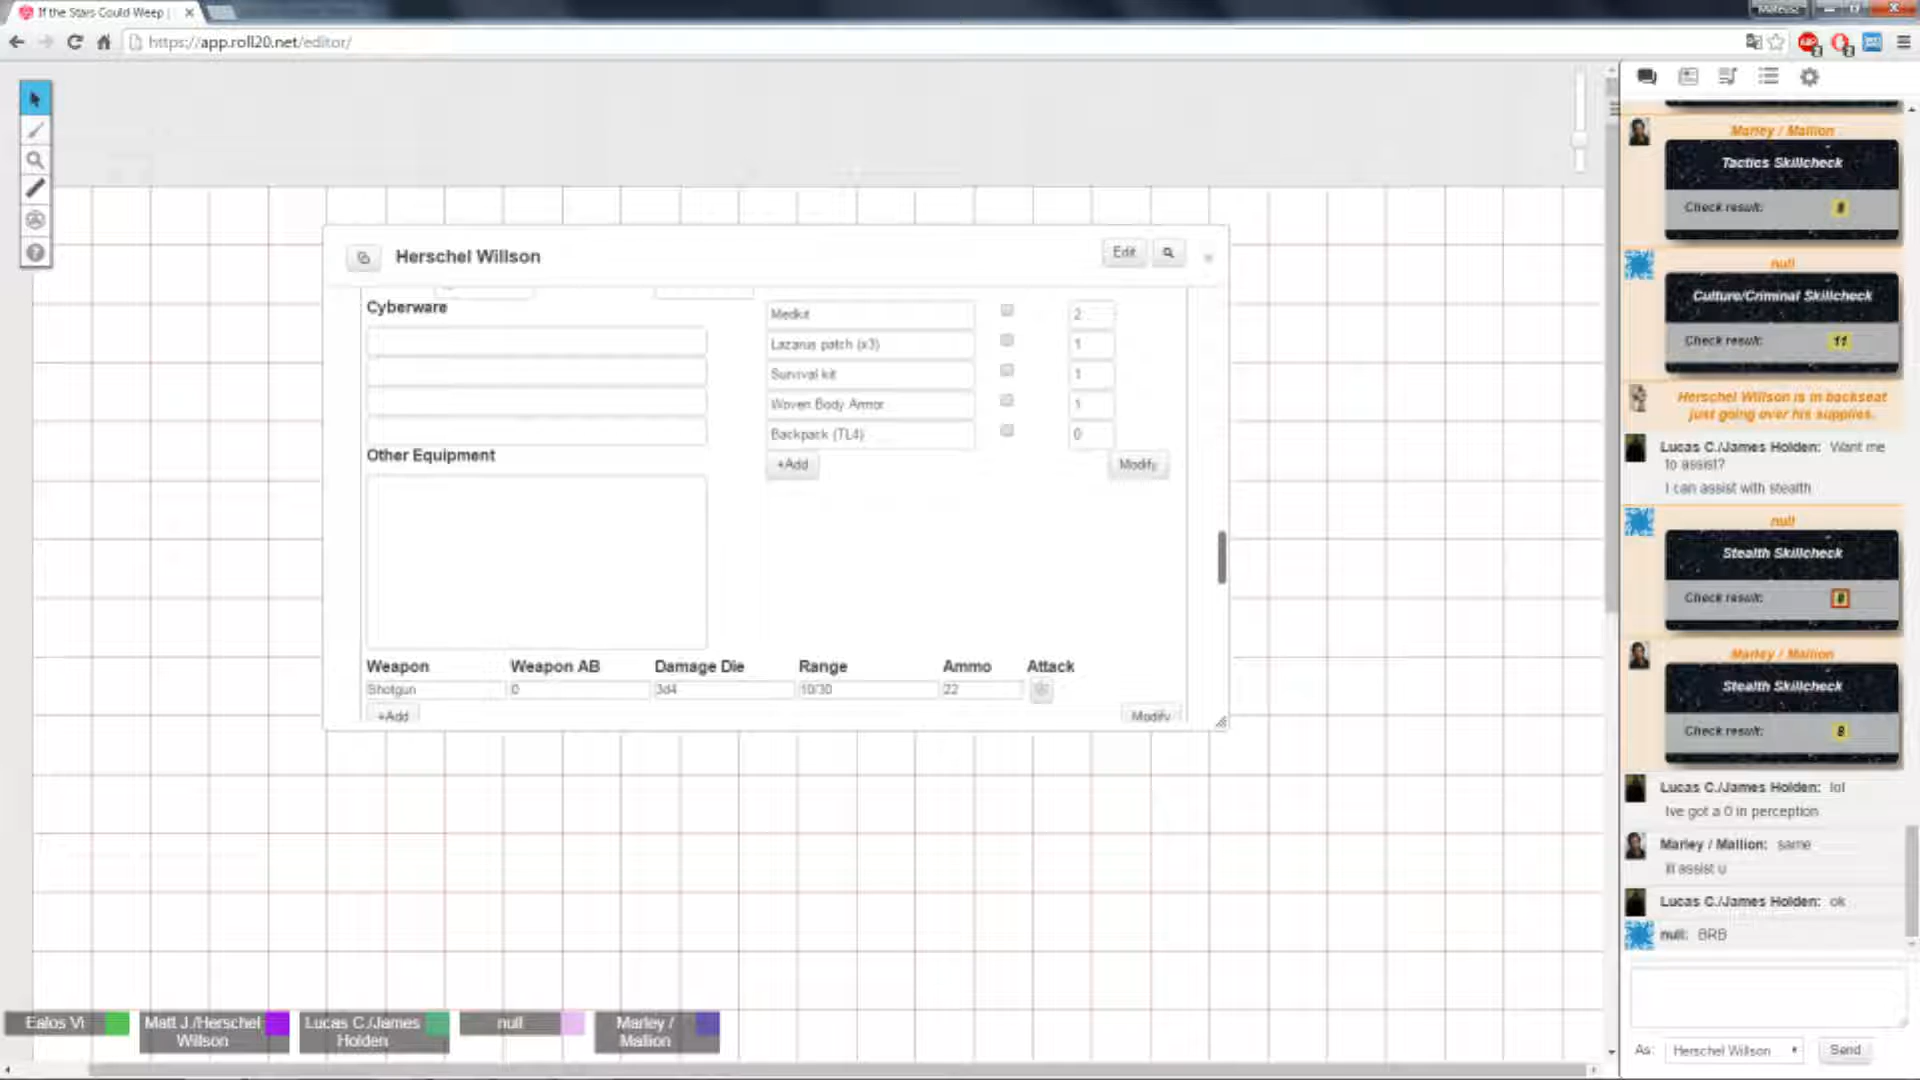 If the Stars Could Weep |
Mateusz
https://app.roll20.net/editor/
Herschel Willson
Edit
Cyberware
Medkit 2
Lazarus patch (x3) 1
Survival kit 1
Woven Body Armor 1
Backpack (TL4) 0
+Add Modify
Other Equipment
Weapon Weapon AB Damage Die Range Ammo Attack
Shotgun 0 3d4 10/30 22
+Add Modify
Marley / Mallion
Tactics Skillcheck
Check result:
null
Culture/Criminal Skillcheck
Check result: 11
Herschel Willson is in backseat
just going over his supplies.
Lucas C./James Holden: Want me
to assist?
I can assist with stealth
null
Stealth Skillcheck
Check result:
Marley / Mallion
Stealth Skillcheck
Check result: 8
Lucas C./James Holden: lol
Ive got a 0 in perception
Marley / Mallion: same
ill assist u
Lucas C./James Holden: ok
null: BRB
As: Herschel Willson Send
Ealos Vi
Matt J./Herschel
Willson
Lucas C./James
Holden
null
Marley /
Mallion